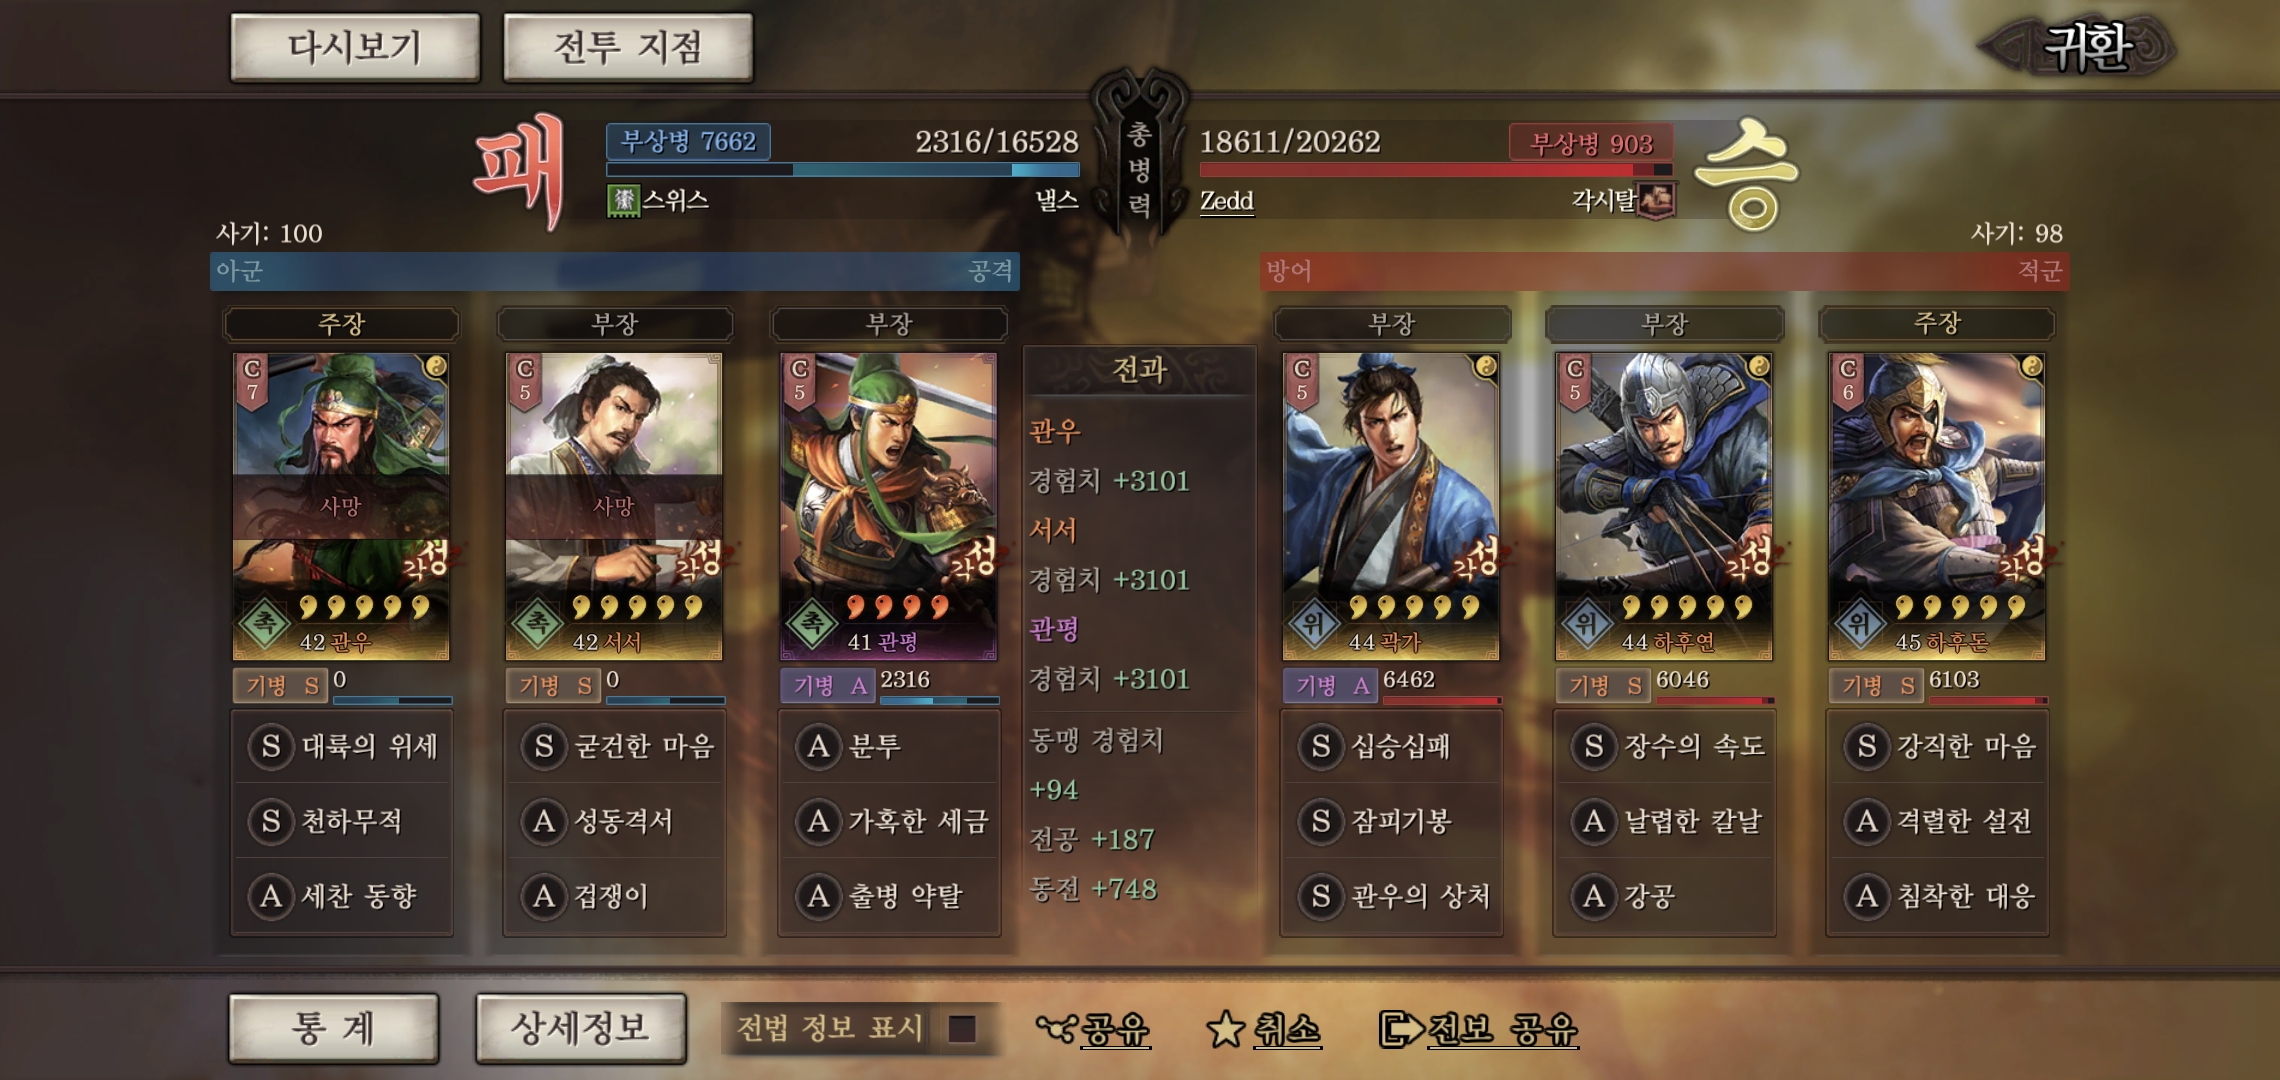 다시보기
전투 지점
귀환
패
부상병 7662
2316/16528
총병력
18611/20262
부상병 903
승
스위스
낼스
Zedd
각시탈
사기: 100
사기: 98
아군
공격
방어
적군
주장
부장
부장
부장
부장
주장
C 7
사망
각성
촉
42 관우
기병 S
0
S 대륙의 위세
S 천하무적
A 세찬 동향
C 5
사망
각성
촉
42 서서
기병 S
0
S 굳건한 마음
A 성동격서
A 겁쟁이
C 5
각성
촉
41 관평
기병 A
2316
A 분투
A 가혹한 세금
A 출병 약탈
전과
관우
경험치 +3101
서서
경험치 +3101
관평
경험치 +3101
동맹 경험치
+94
전공 +187
동전 +748
C 5
각성
위
44 곽가
기병 A
6462
S 십승십패
S 잠피기봉
S 관우의 상처
C 5
각성
위
44 하후연
기병 S
6046
S 장수의 속도
A 날렵한 칼날
A 강공
C 6
각성
위
45 하후돈
기병 S
6103
S 강직한 마음
A 격렬한 설전
A 침착한 대응
통 계
상세정보
전법 정보 표시
공유
취소
전보 공유